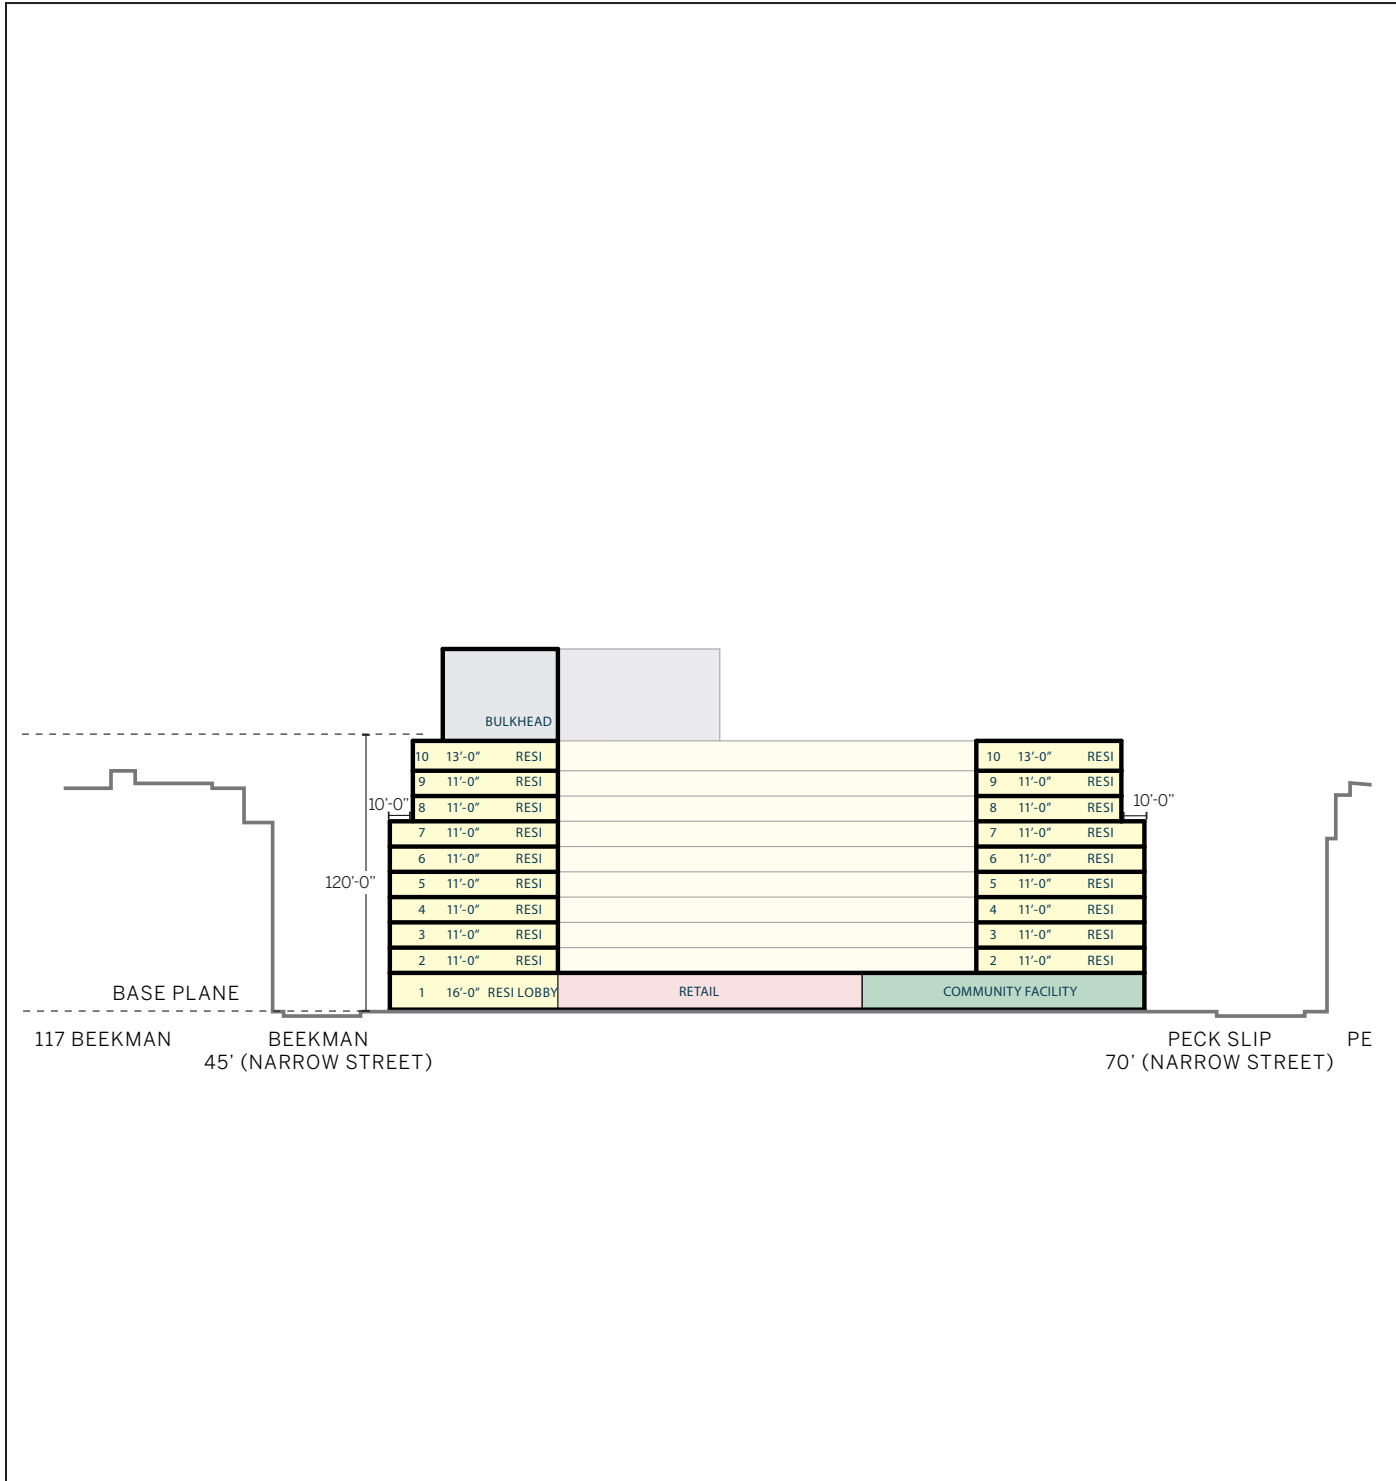 BULKHEAD
10 13'-0" RESI 10 13'-0" RESI
9 11'-0" RESI 9 11'-0" RESI
10'-0" 8 11'-0" RESI 8 11'-0" RESI 10'-0"
7 11'-0" RESI 7 11'-0" RESI
6 11'-0" RESI 6 11'-0" RESI
120'-0" 5 11'-0" RESI 5 11'-0" RESI
4 11'-0" RESI 4 11'-0" RESI
3 11'-0" RESI 3 11'-0" RESI
2 11'-0" RESI 2 11'-0" RESI
BASE PLANE 1 16'-0" RESI LOBBY RETAIL COMMUNITY FACILITY
117 BEEKMAN BEEKMAN PECK SLIP PE
45' (NARROW STREET) 70' (NARROW STREET)